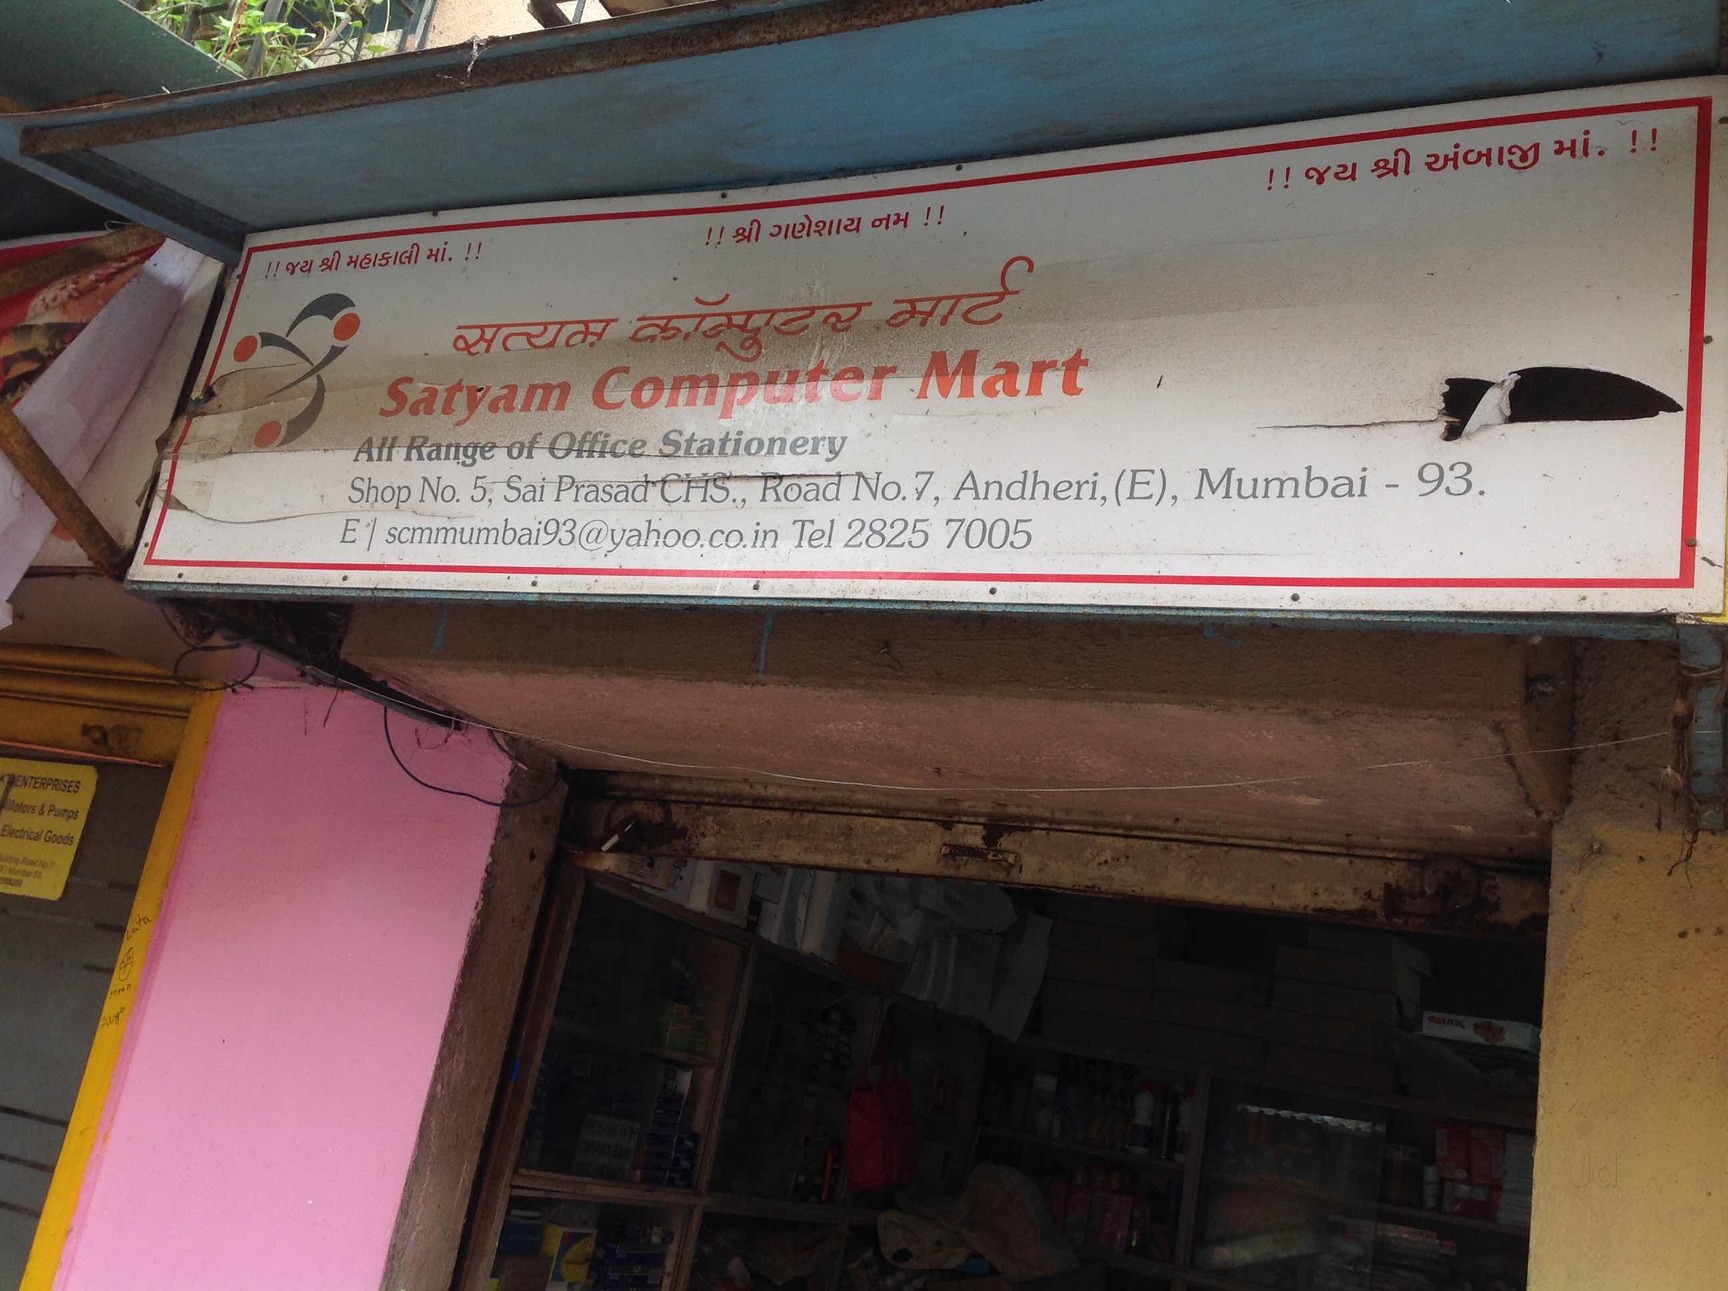 !! જય શ્રી મહાકાલી માં. !!
!! શ્રી ગણેશાય નમ !!
!! જય શ્રી અંબાજી માં. !!
सत्यम कॉम्प्युटर मार्ट
Satyam Computer Mart
All Range of Office Stationery
Shop No. 5, Sai Prasad CHS., Road No.7, Andheri,(E), Mumbai - 93.
E | scmmumbai93@yahoo.co.in Tel 2825 7005
ENTERPRISES
Motors & Pumps
Electrical Goods